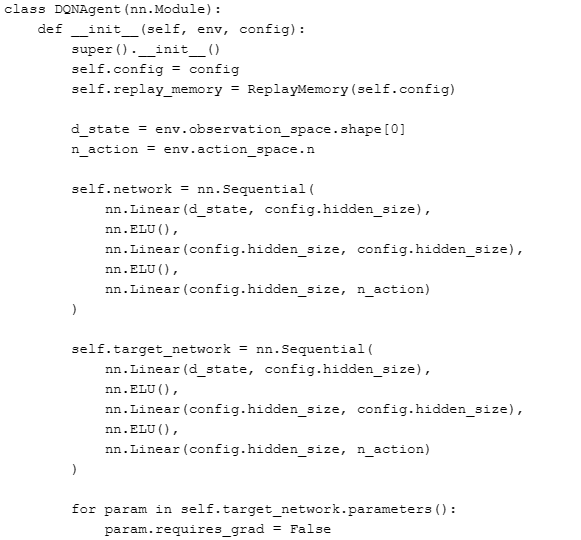 class DQNAgent(nn.Module):
    def __init__(self, env, config):
        super().__init__()
        self.config = config
        self.replay_memory = ReplayMemory(self.config)

        d_state = env.observation_space.shape[0]
        n_action = env.action_space.n

        self.network = nn.Sequential(
            nn.Linear(d_state, config.hidden_size),
            nn.ELU(),
            nn.Linear(config.hidden_size, config.hidden_size),
            nn.ELU(),
            nn.Linear(config.hidden_size, n_action)
        )

        self.target_network = nn.Sequential(
            nn.Linear(d_state, config.hidden_size),
            nn.ELU(),
            nn.Linear(config.hidden_size, config.hidden_size),
            nn.ELU(),
            nn.Linear(config.hidden_size, n_action)
        )

        for param in self.target_network.parameters():
            param.requires_grad = False